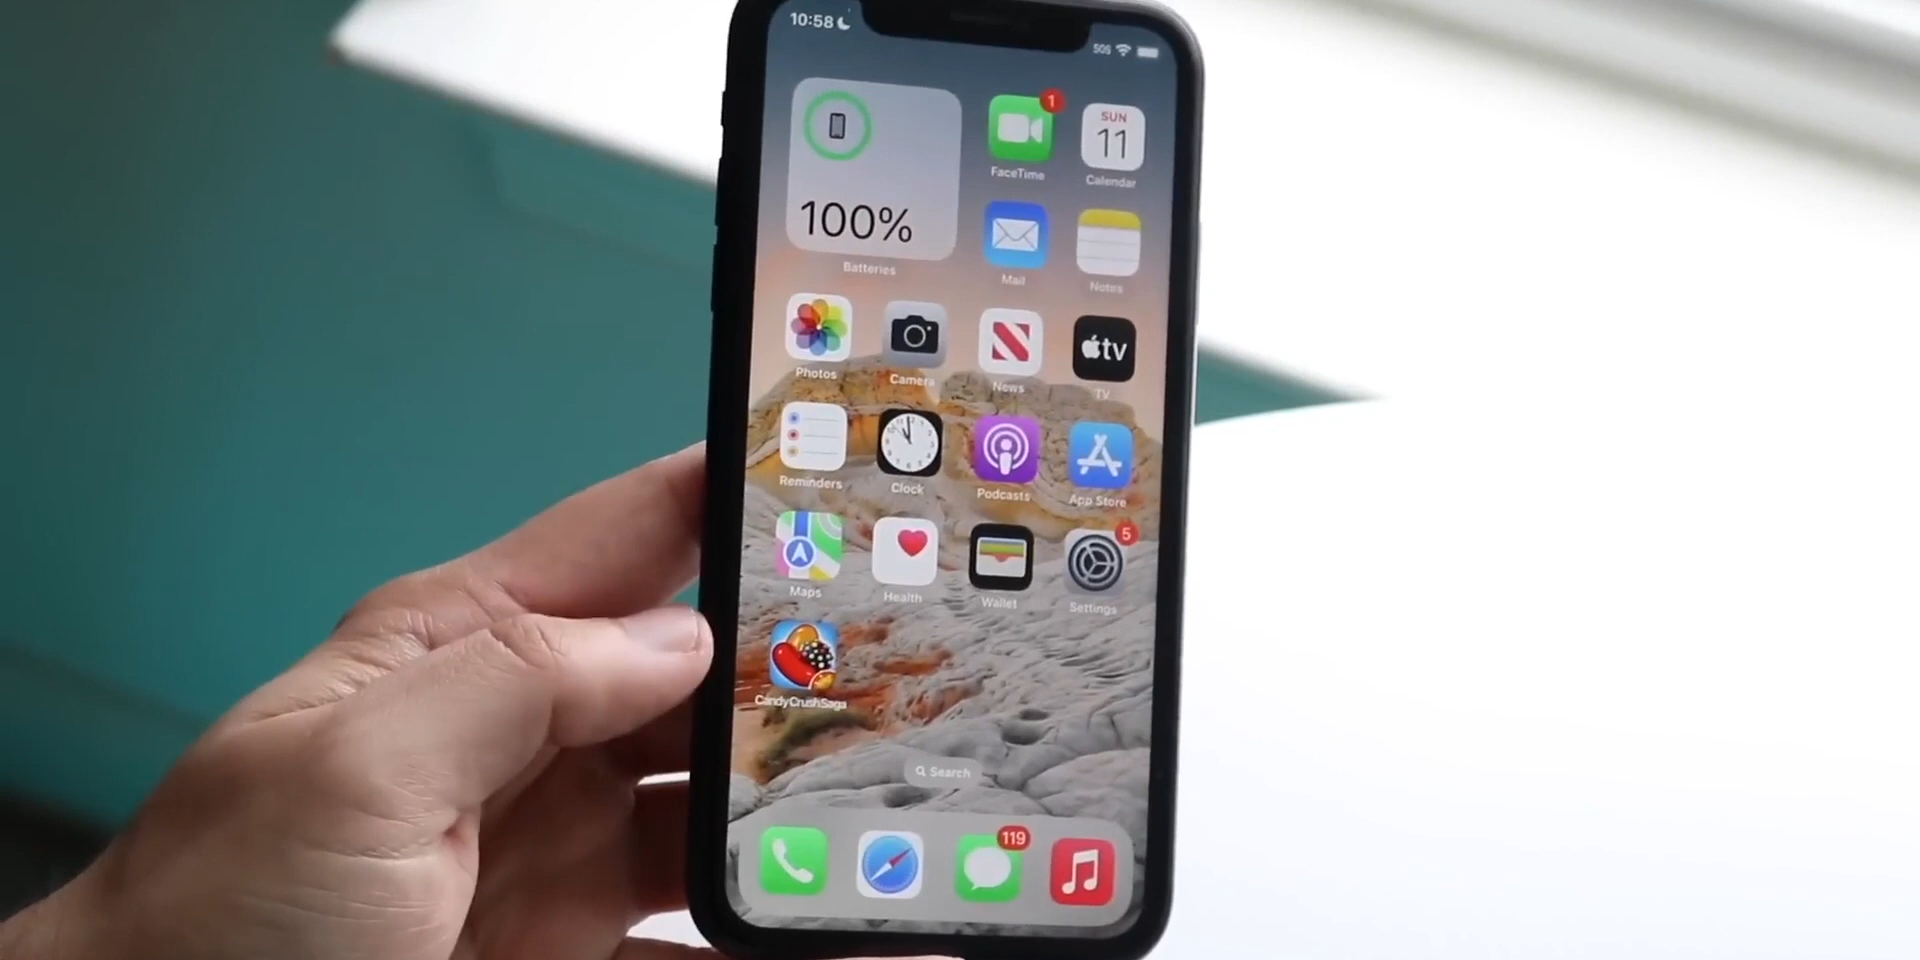 10:58
SOS
1
SUN
11
FaceTime
Calendar
100%
Batteries
Mail
Notes
tv
Photos
Camera
News
TV
Reminders
Clock
Podcasts
App Store
5
Maps
Health
Wallet
Settings
CandyCrushSaga
Search
119